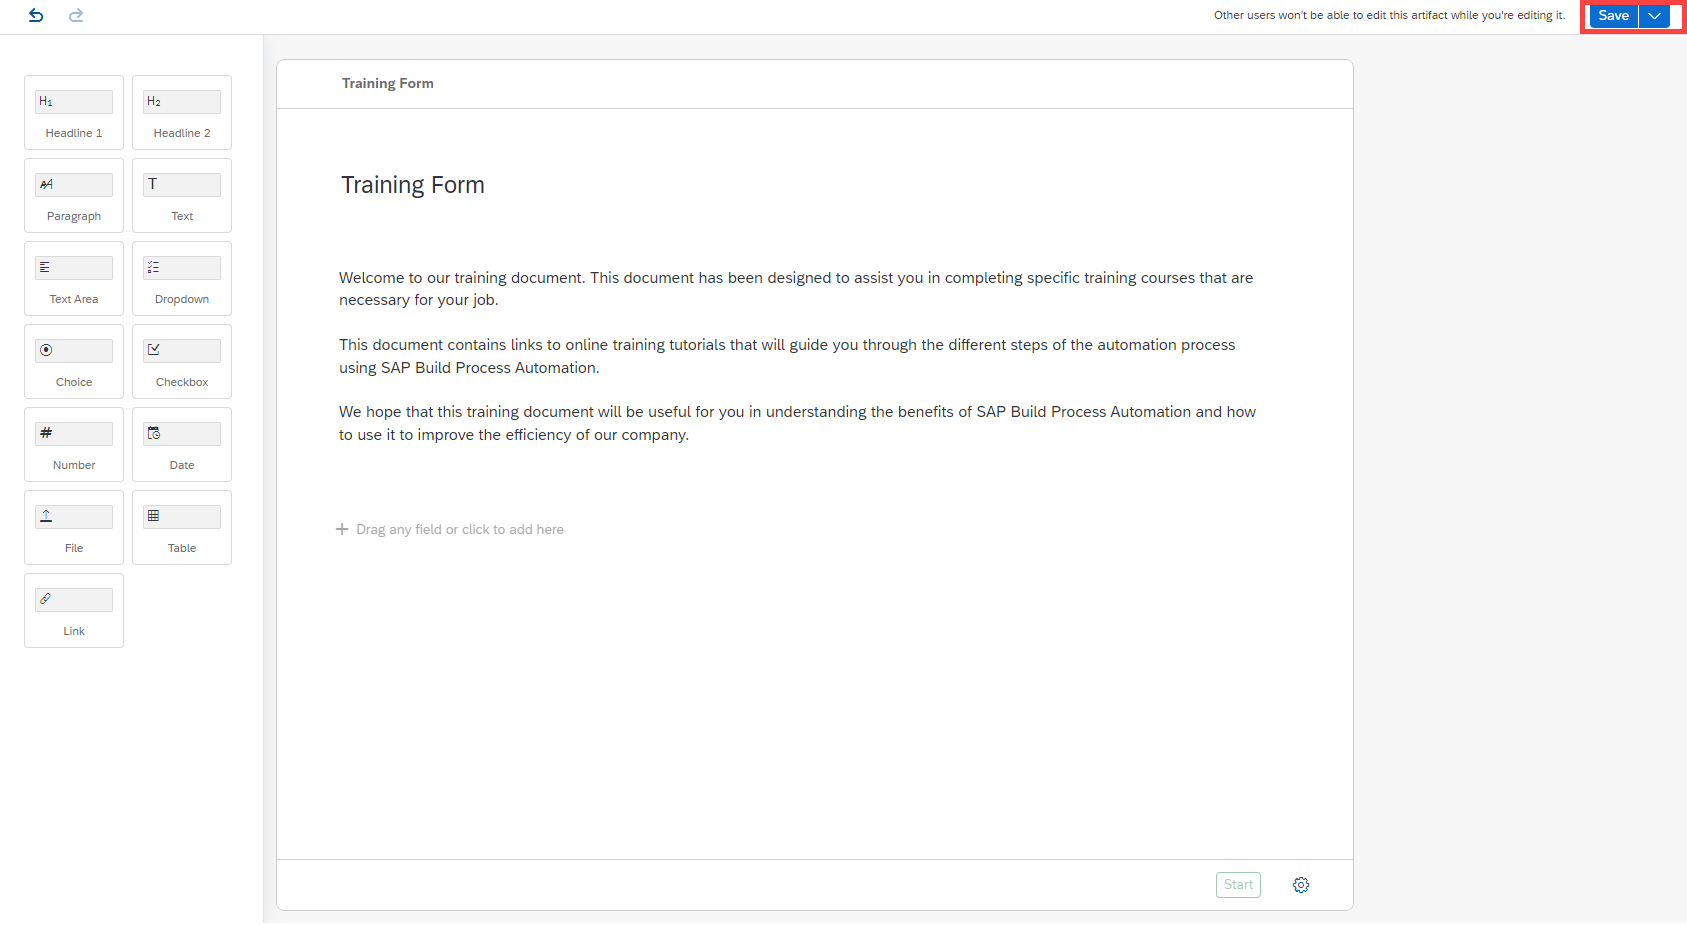 Other users won't be able to edit this artifact while you're editing it.
Save
H1
Headline 1
H2
Headline 2
Paragraph
T
Text
Text Area
Dropdown
Choice
Checkbox
#
Number
Date
File
Table
Link
Training Form
Training Form
Welcome to our training document. This document has been designed to assist you in completing specific training courses that are
necessary for your job.
This document contains links to online training tutorials that will guide you through the different steps of the automation process
using SAP Build Process Automation.
We hope that this training document will be useful for you in understanding the benefits of SAP Build Process Automation and how
to use it to improve the efficiency of our company.
+ Drag any field or click to add here
Start